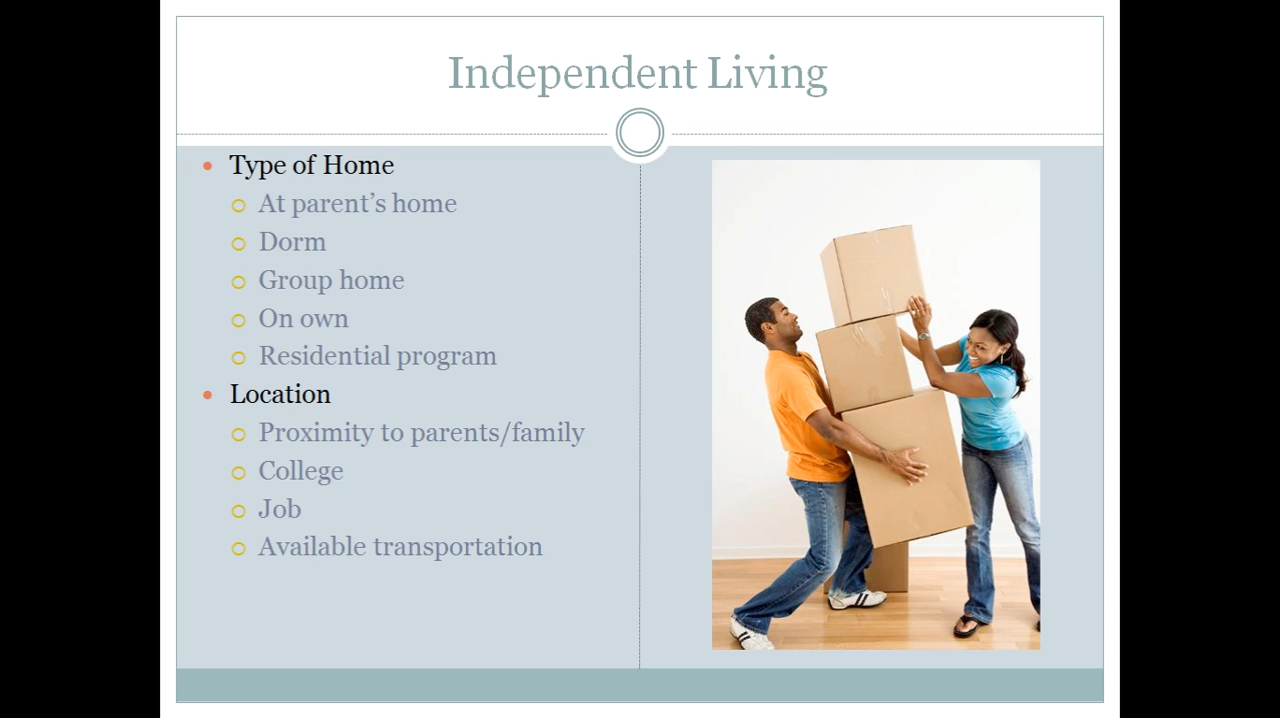 Independent Living
Type of Home
At parent’s home
Dorm
Group home
On own
Residential program
Location
Proximity to parents/family
College
Job
Available transportation